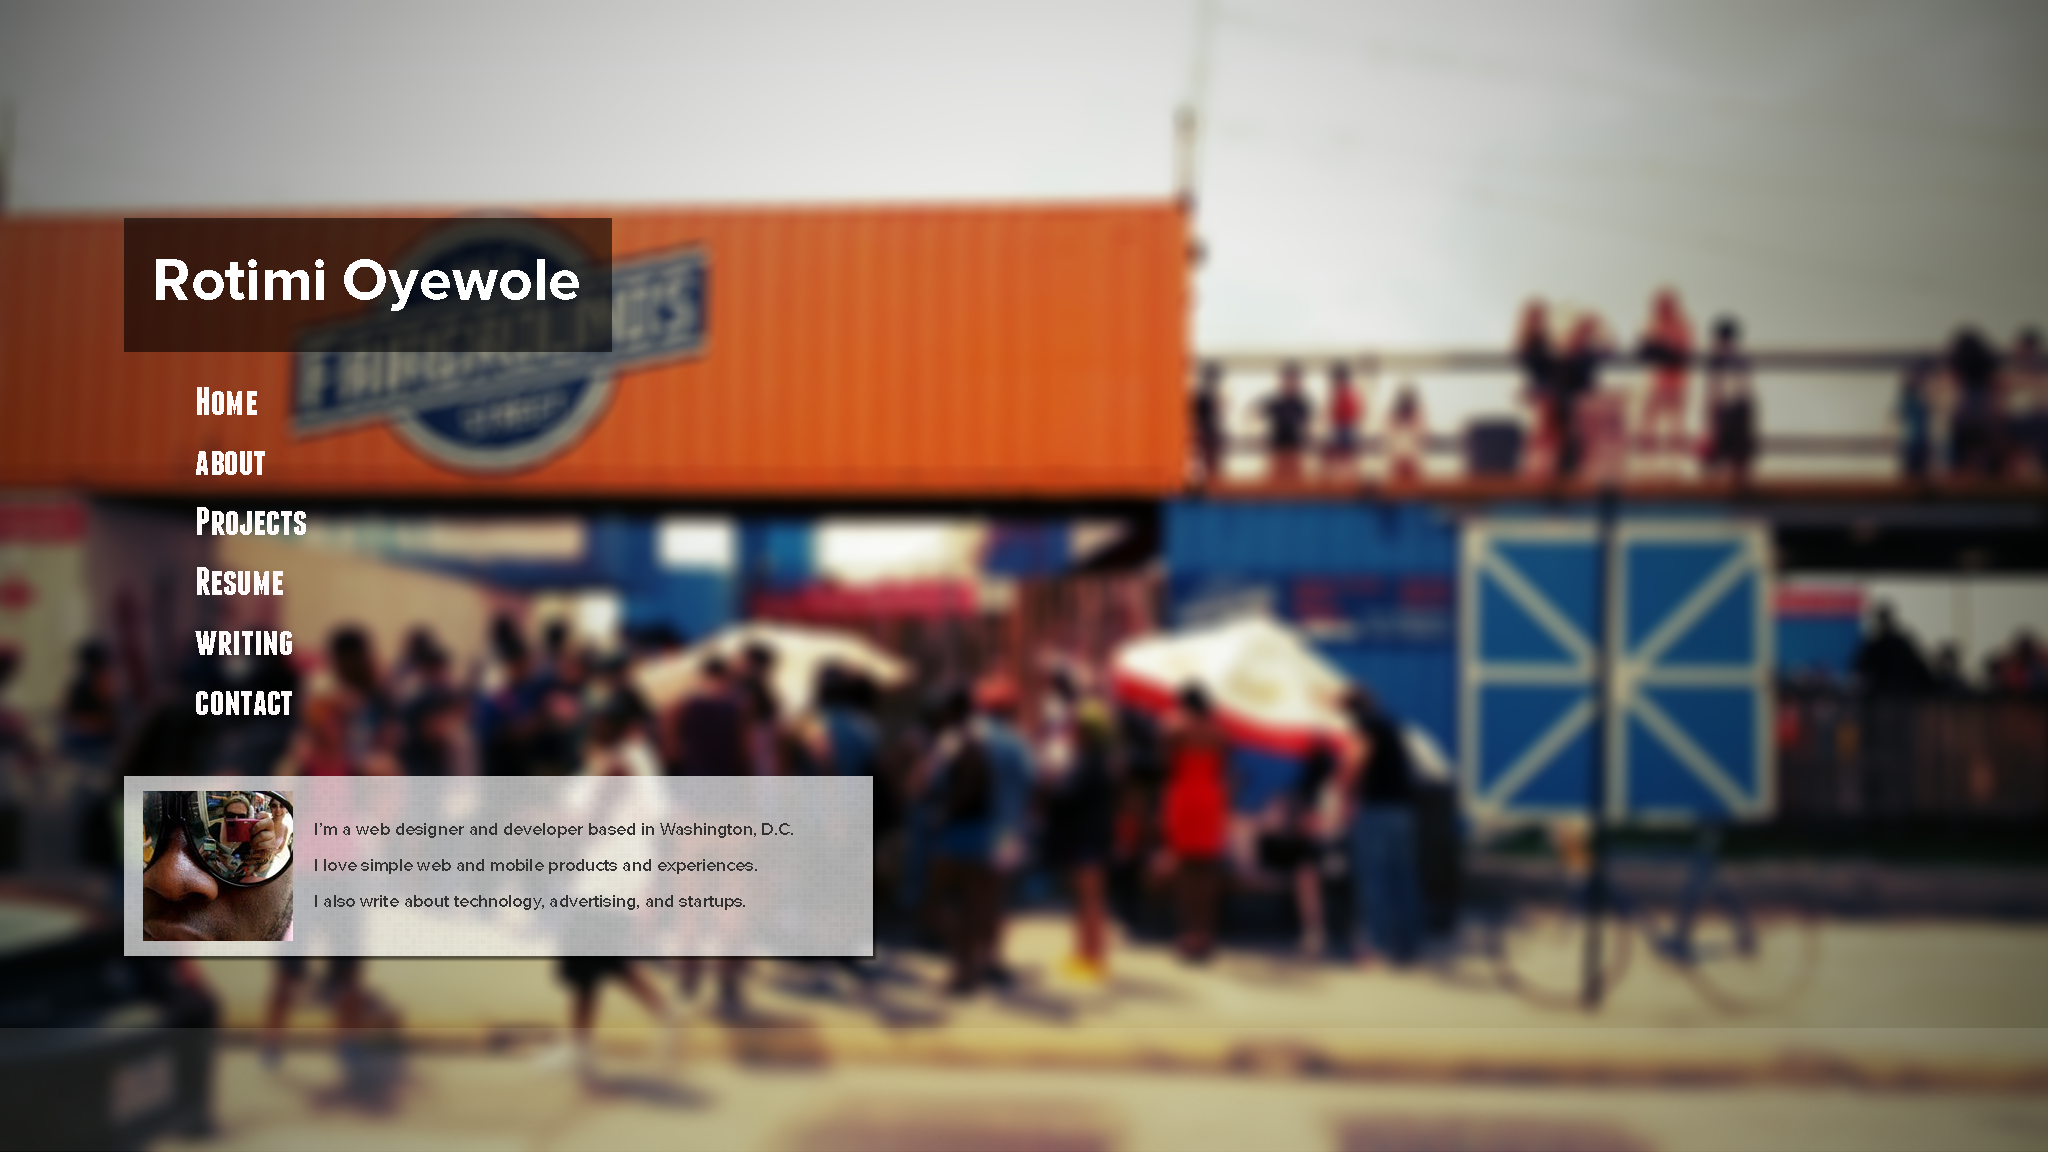 Rotimi Oyewole
FAIRGROUNDS
Home
ABOUT
Projects
Resume
WRITING
CONTACT
I'm a web designer and developer based in Washington, D.C.
I love simple web and mobile products and experiences.
I also write about technology, advertising, and startups.